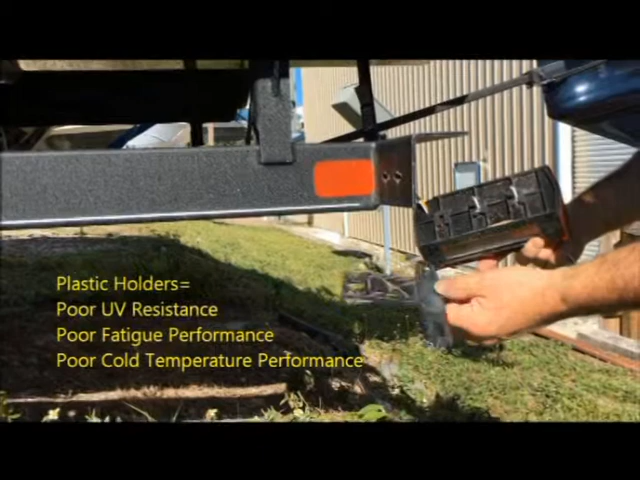 Plastic Holders=
Poor UV Resistance
Poor Fatigue Performance
Poor Cold Temperature Performance